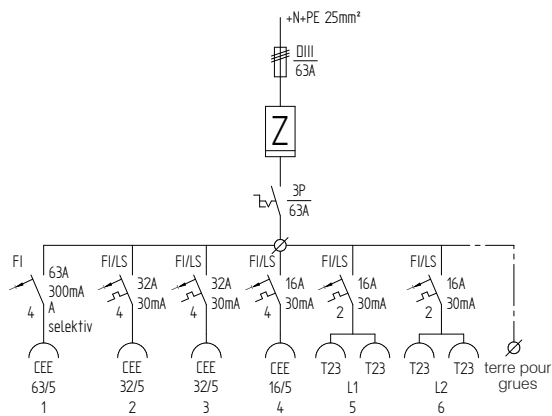 +N+PE 25mm²
DIII
63A
Z
3P
63A
FI
63A
300mA
A
selektiv
4
CEE
63/5
1
FI/LS
32A
30mA
4
CEE
32/5
2
FI/LS
32A
30mA
4
CEE
32/5
3
FI/LS
16A
30mA
4
CEE
16/5
4
FI/LS
16A
30mA
2
T23 T23
L1
5
FI/LS
16A
30mA
2
T23 T23
L2
6
terre pour
grues